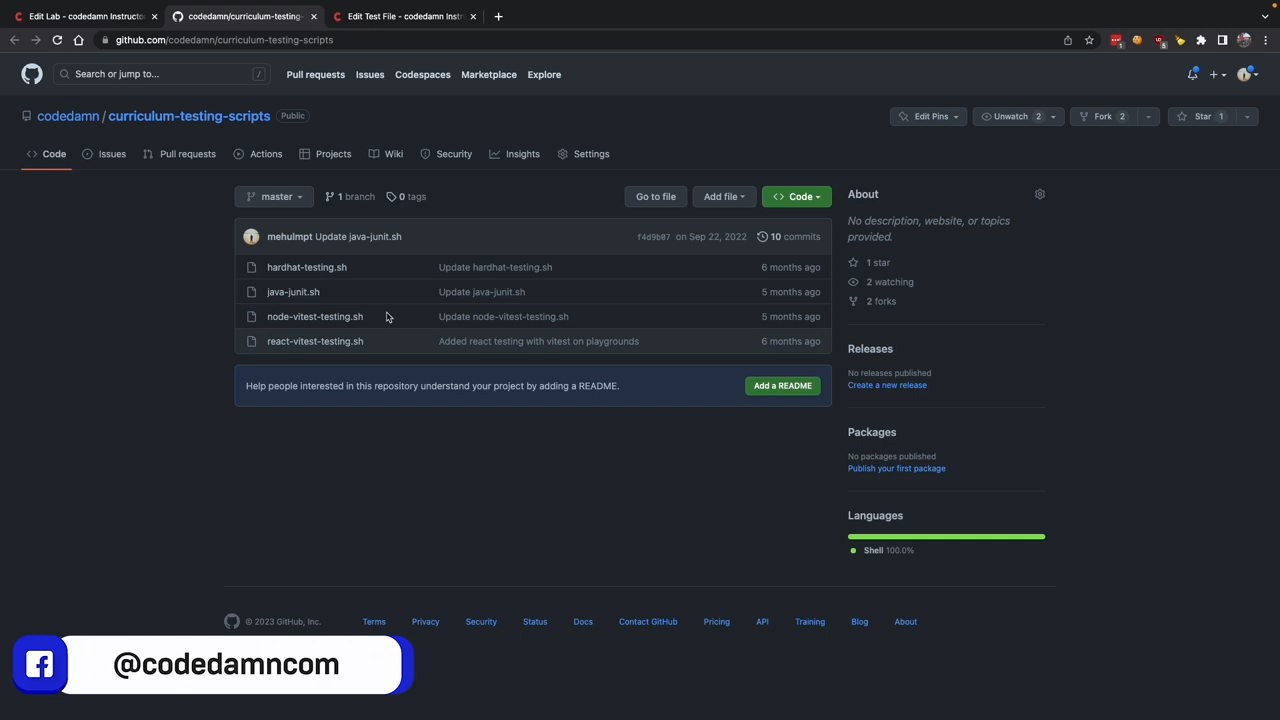 Edit Lab - codedamn Instructo
codedamn/curriculum-testing-
Edit Test File - codedamn Instr
github.com/codedamn/curriculum-testing-scripts
Search or jump to...
/
Pull requests
Issues
Codespaces
Marketplace
Explore
codedamn / curriculum-testing-scripts
Public
Edit Pins
Unwatch 2
Fork 2
Star 1
Code
Issues
Pull requests
Actions
Projects
Wiki
Security
Insights
Settings
master
1 branch
0 tags
Go to file
Add file
Code
About
No description, website, or topics
provided.
mehulmpt Update java-junit.sh
f4d9b07 on Sep 22, 2022
10 commits
hardhat-testing.sh
Update hardhat-testing.sh
6 months ago
java-junit.sh
Update java-junit.sh
5 months ago
node-vitest-testing.sh
Update node-vitest-testing.sh
5 months ago
react-vitest-testing.sh
Added react testing with vitest on playgrounds
6 months ago
1 star
2 watching
2 forks
Help people interested in this repository understand your project by adding a README.
Add a README
Releases
No releases published
Create a new release
Packages
No packages published
Publish your first package
Languages
Shell 100.0%
© 2023 GitHub, Inc.
Terms
Privacy
Security
Status
Docs
Contact GitHub
Pricing
API
Training
Blog
About
@codedamncom